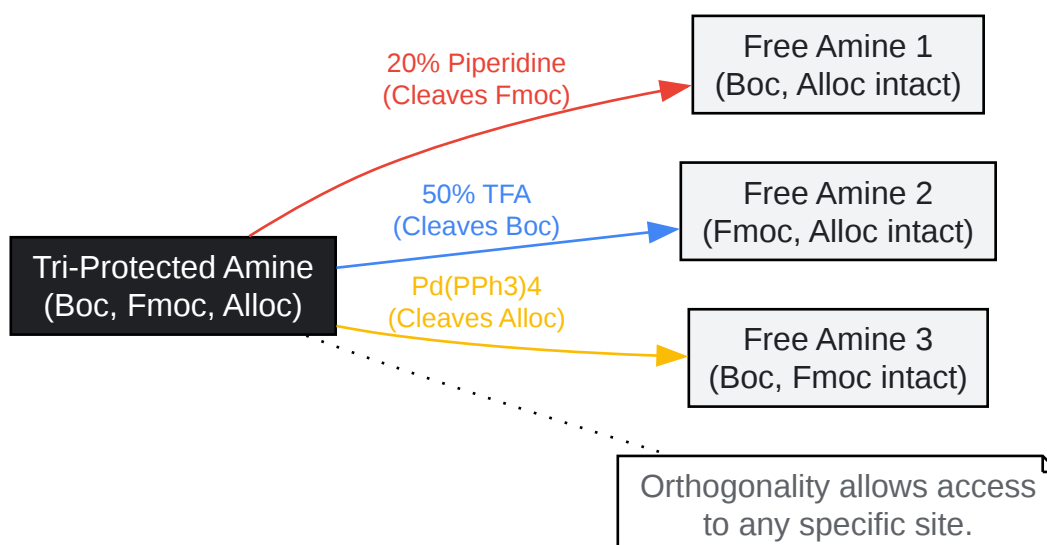 20% Piperidine
(Cleaves Fmoc)
Free Amine 1
(Boc, Alloc intact)
50% TFA
(Cleaves Boc)
Free Amine 2
(Fmoc, Alloc intact)
Tri-Protected Amine
(Boc, Fmoc, Alloc)
Pd(PPh3)4
(Cleaves Alloc)
Free Amine 3
(Boc, Fmoc intact)
Orthogonality allows access
to any specific site.